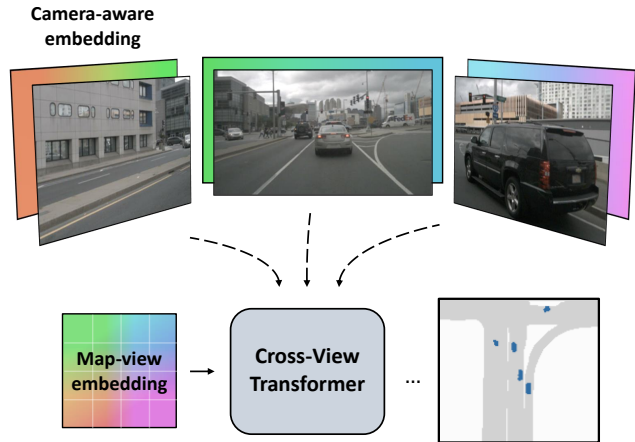 Camera-aware
embedding
Map-view
embedding
Cross-View
Transformer
...